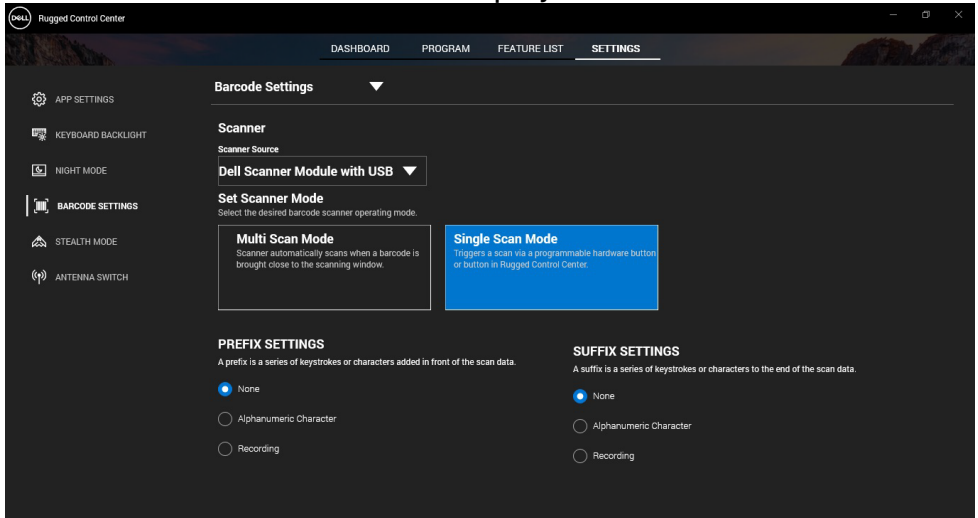 DELL Rugged Control Center
DASHBOARD PROGRAM FEATURE LIST SETTINGS
APP SETTINGS
KEYBOARD BACKLIGHT
NIGHT MODE
BARCODE SETTINGS
STEALTH MODE
ANTENNA SWITCH
Barcode Settings
Scanner
Scanner Source
Dell Scanner Module with USB
Set Scanner Mode
Select the desired barcode scanner operating mode.
Multi Scan Mode
Scanner automatically scans when a barcode is
brought close to the scanning window.
Single Scan Mode
Triggers a scan via a programmable hardware button
or button in Rugged Control Center.
PREFIX SETTINGS
A prefix is a series of keystrokes or characters added in front of the scan data.
None
Alphanumeric Character
Recording
SUFFIX SETTINGS
A suffix is a series of keystrokes or characters to the end of the scan data.
None
Alphanumeric Character
Recording